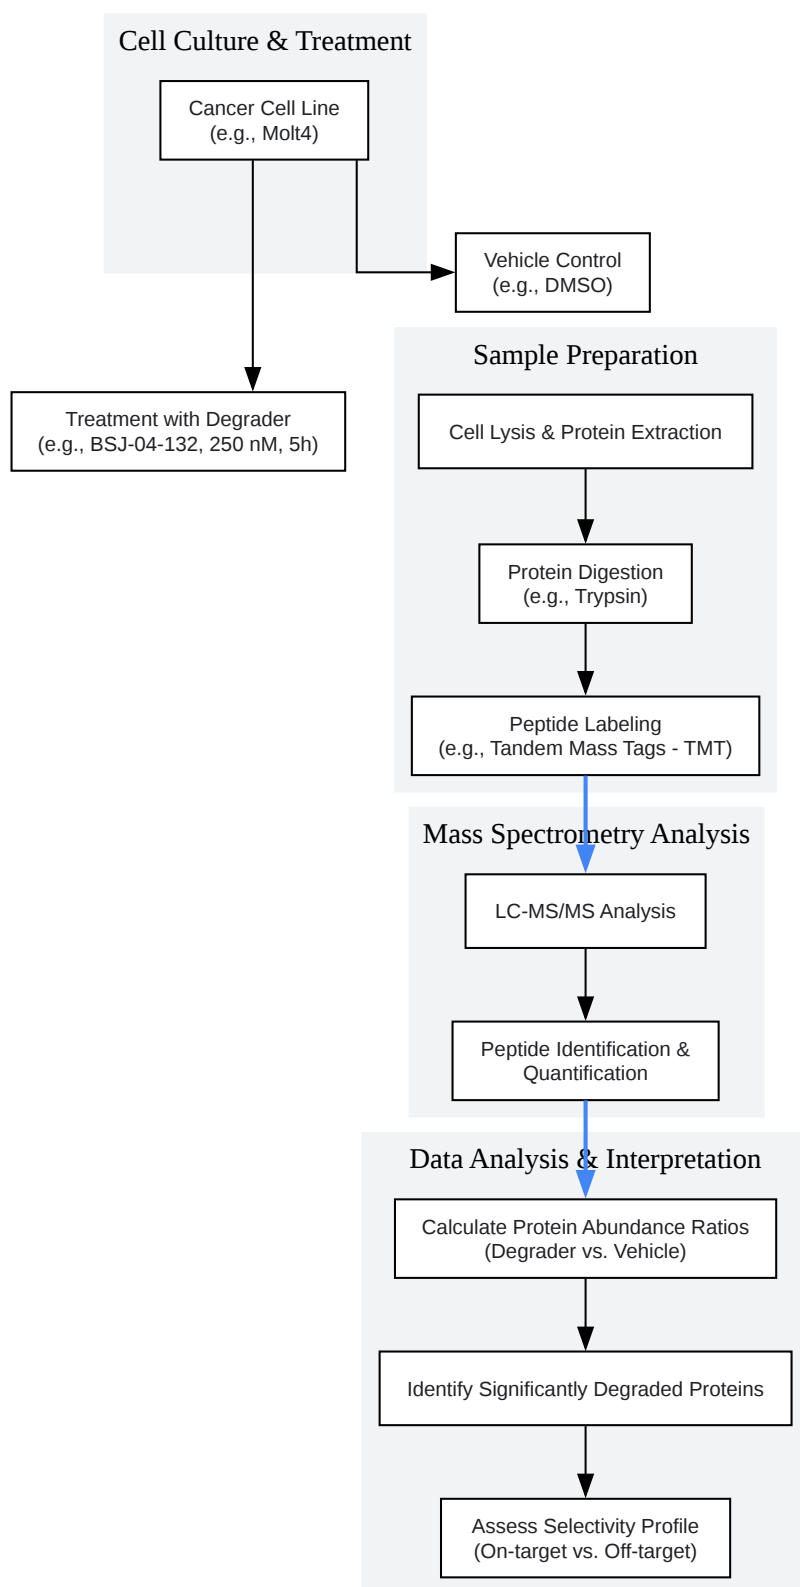 Cell Culture & Treatment
Cancer Cell Line
(e.g., Molt4)
Vehicle Control
(e.g., DMSO)
Treatment with Degrader
(e.g., BSJ-04-132, 250 nM, 5h)
Sample Preparation
Cell Lysis & Protein Extraction
Protein Digestion
(e.g., Trypsin)
Peptide Labeling
(e.g., Tandem Mass Tags - TMT)
Mass Spectrometry Analysis
LC-MS/MS Analysis
Peptide Identification &
Quantification
Data Analysis & Interpretation
Calculate Protein Abundance Ratios
(Degrader vs. Vehicle)
Identify Significantly Degraded Proteins
Assess Selectivity Profile
(On-target vs. Off-target)